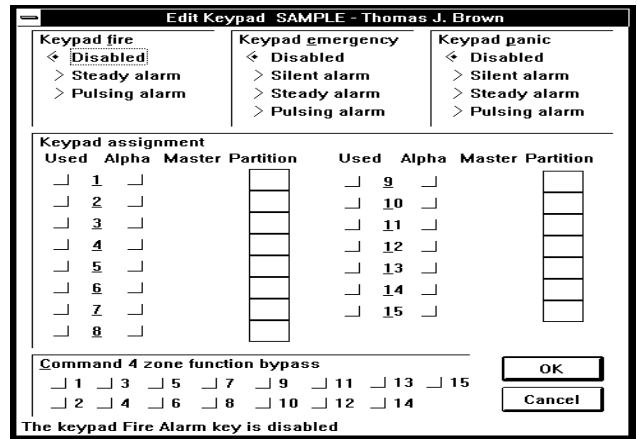 Edit Keypad SAMPLE - Thomas J. Brown
Keypad fire
Disabled
Steady alarm
Pulsing alarm
Keypad emergency
Disabled
Silent alarm
Steady alarm
Pulsing alarm
Keypad panic
Disabled
Silent alarm
Steady alarm
Pulsing alarm
Keypad assignment
Used Alpha Master Partition
1
2
3
4
5
6
7
8
Used Alpha Master Partition
9
10
11
12
13
14
15
Command 4 zone function bypass
1 3 5 7 9 11 13 15
2 4 6 8 10 12 14
OK
Cancel
The keypad Fire Alarm key is disabled